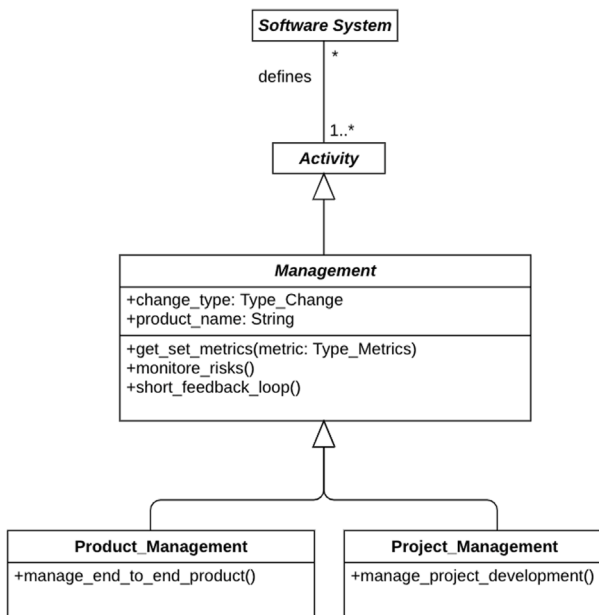 Software System
*
defines
1..*
Activity
Management
+change_type: Type_Change
+product_name: String
+get_set_metrics(metric: Type_Metrics)
+monitore_risks()
+short_feedback_loop()
Product_Management
+manage_end_to_end_product()
Project_Management
+manage_project_development()